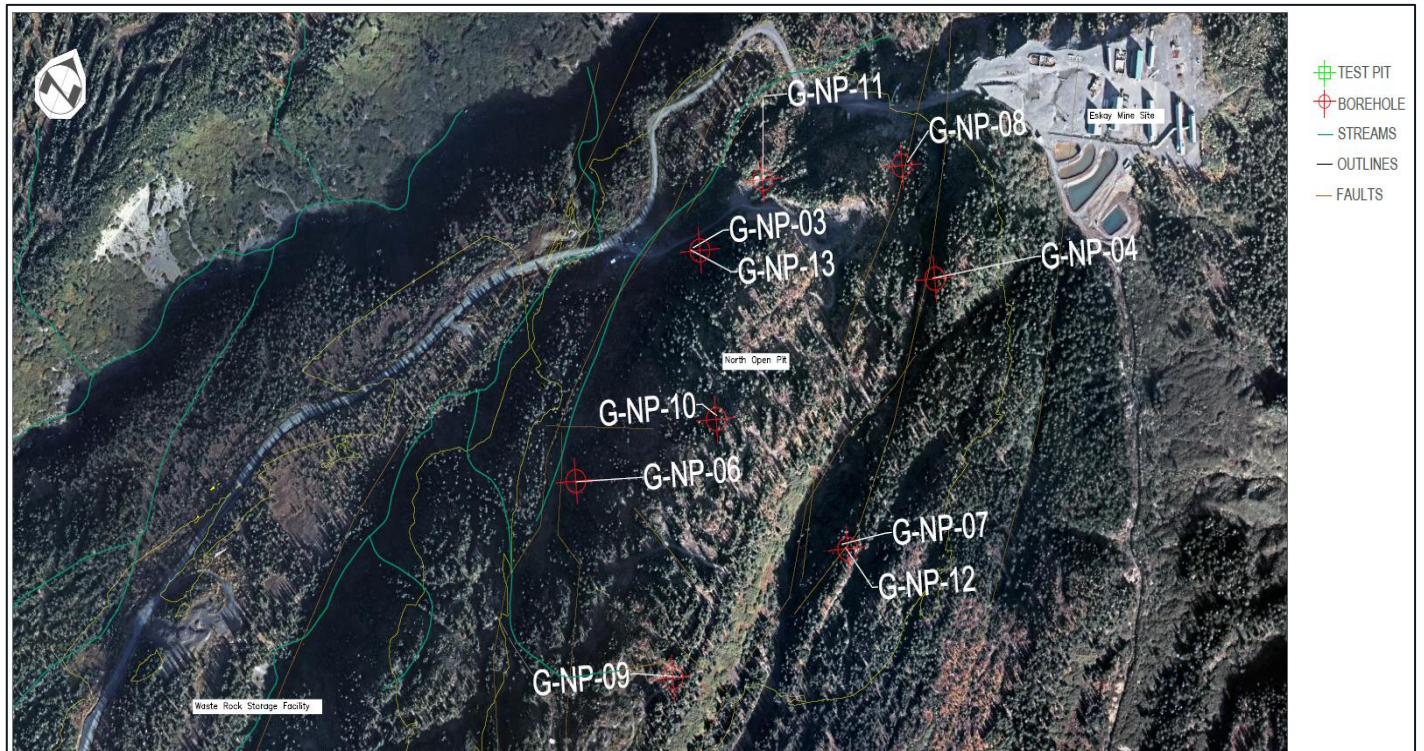 G-NP-11
G-NP-08
Eskay Mine Site
G-NP-03
G-NP-13
G-NP-04
North Open Pit
G-NP-10
G-NP-06
G-NP-07
G-NP-12
G-NP-09
Waste Rock Storage Facility
TEST PIT
BOREHOLE
STREAMS
OUTLINES
FAULTS